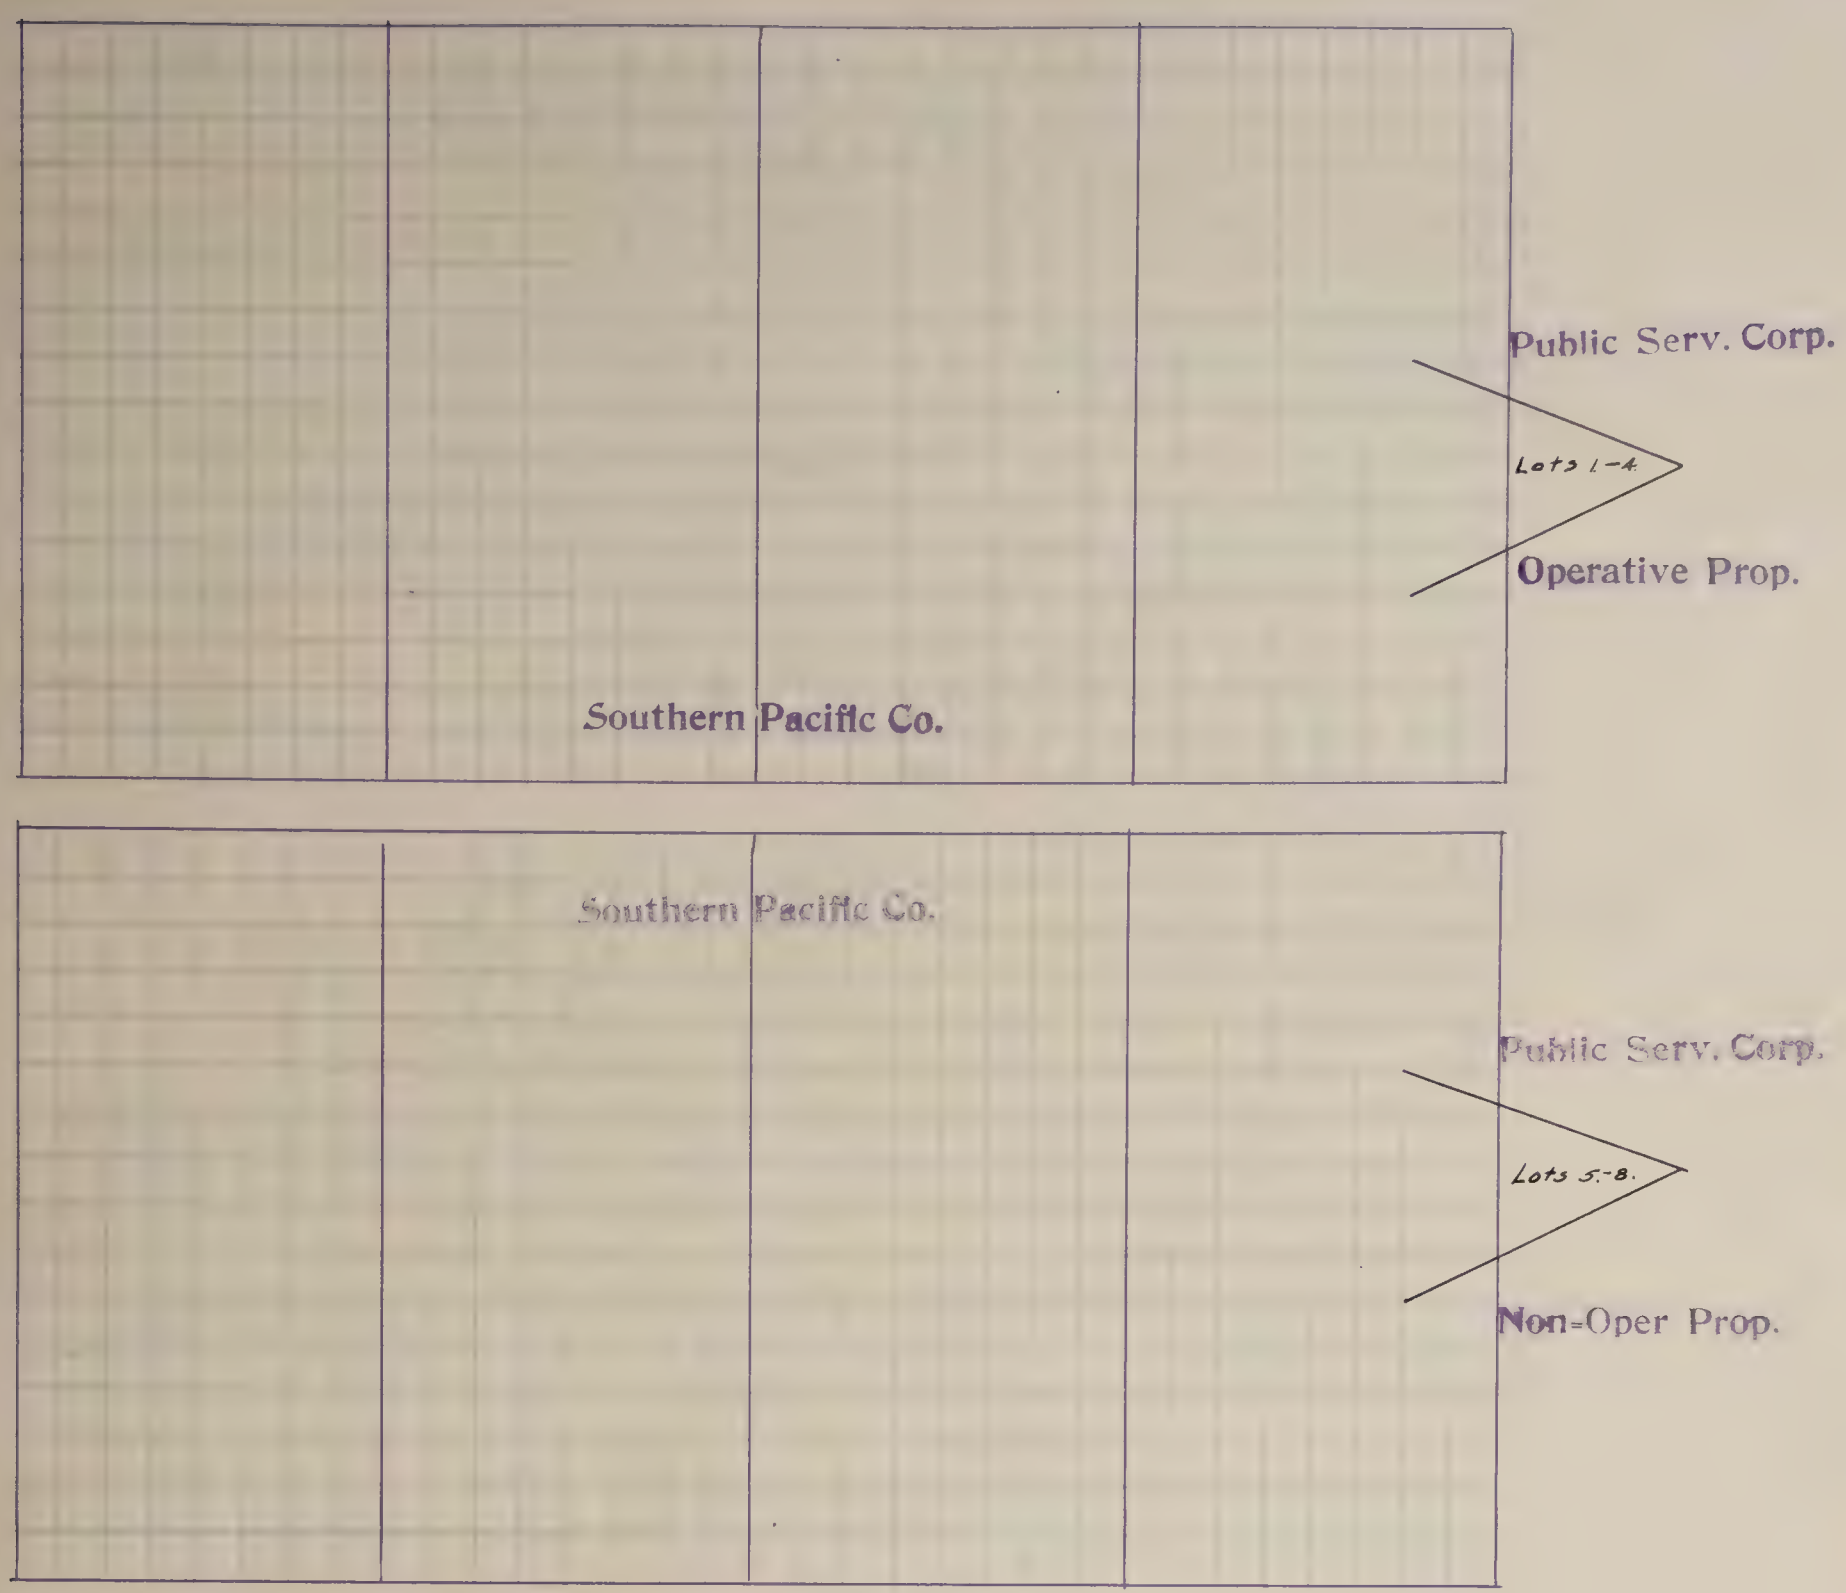 Public Serv. Corp.
Lots 1.-4.
Operative Prop.
Southern Pacific Co.
Southern Pacific Co.
Public Serv. Corp.
Lots 5.-8.
Non=Oper Prop.